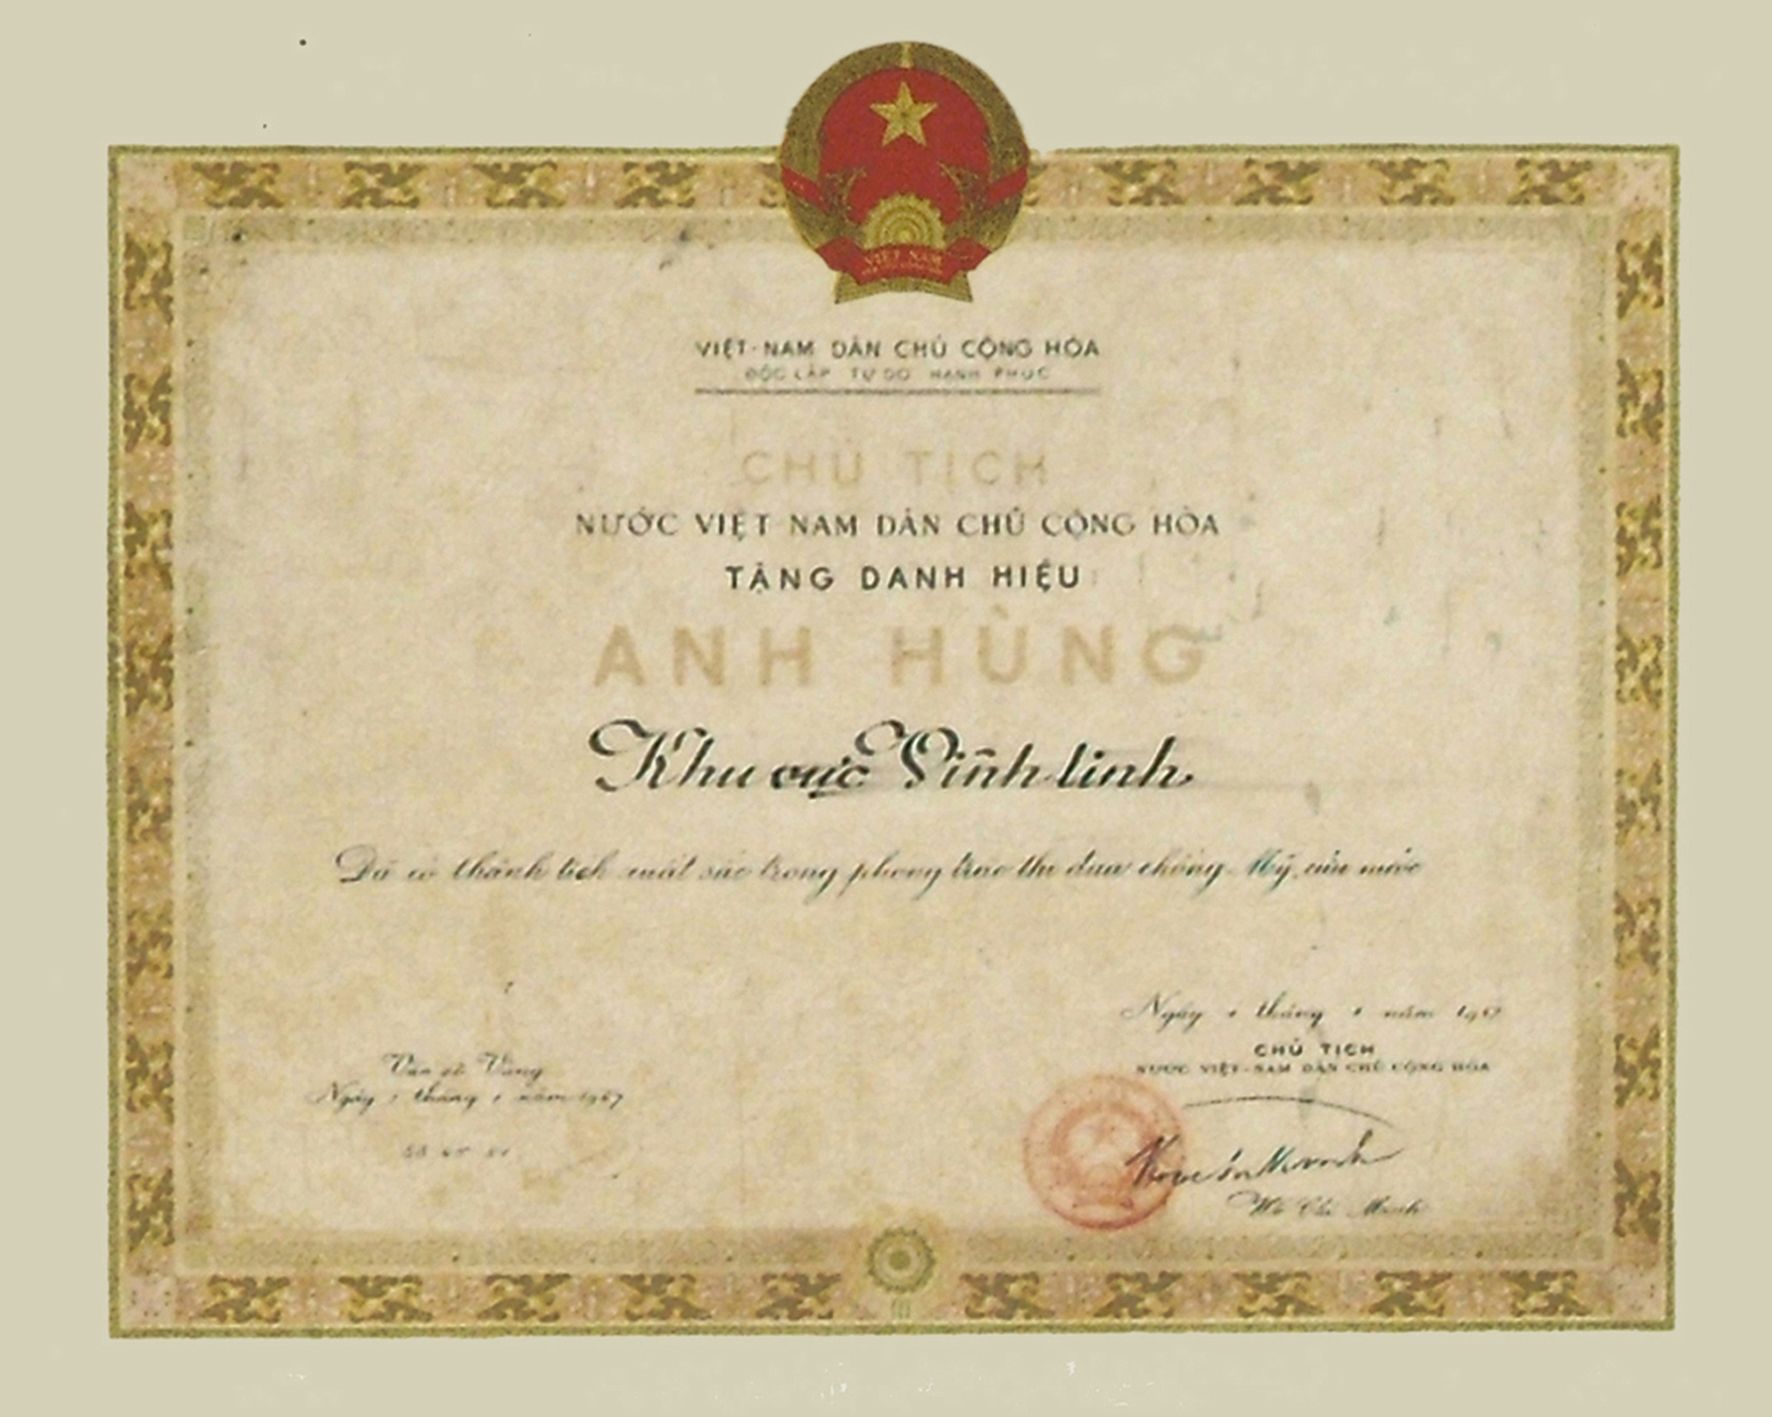 VIỆT NAM
VIỆT-NAM DÂN CHỦ CỘNG HÒA
ĐỘC LẬP TỰ DO HẠNH PHÚC
CHỦ TỊCH
NƯỚC VIỆT NAM DÂN CHỦ CỘNG HÒA
TẶNG DANH HIỆU
ANH HÙNG
Khu vực Vĩnh linh
Đã có thành tích xuất sắc trong phong trào thi đua chống Mỹ, cứu nước
Ngày 1 tháng 1 năm 1967
CHỦ TỊCH
NƯỚC VIỆT-NAM DÂN CHỦ CỘNG HÒA
Vào sổ Vàng
Ngày 1 tháng 1 năm 1967
Hồ Chí Minh